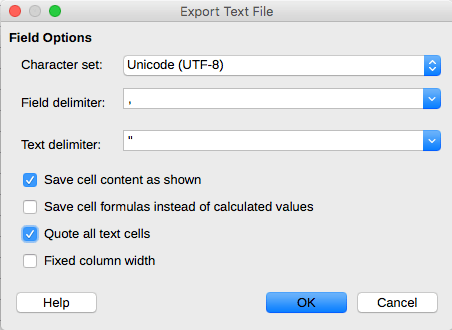 Export Text File
Field Options
Character set: Unicode (UTF-8)
Field delimiter: ,
Text delimiter: "
Save cell content as shown
Save cell formulas instead of calculated values
Quote all text cells
Fixed column width
Help OK Cancel